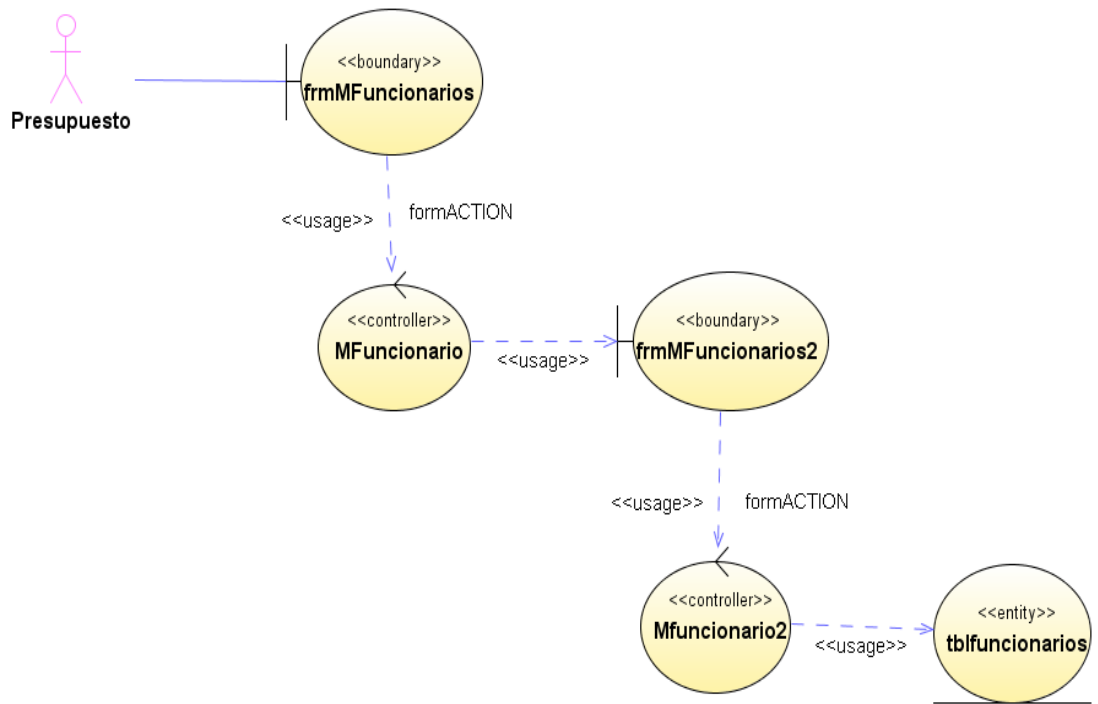 <<boundary>>
frmMFuncionarios
Presupuesto
<<usage>>
formACTION
<<controller>>
MFuncionario
<<usage>>
<<boundary>>
frmMFuncionarios2
<<usage>>
formACTION
<<controller>>
Mfuncionario2
<<usage>>
<<entity>>
tblfuncionarios